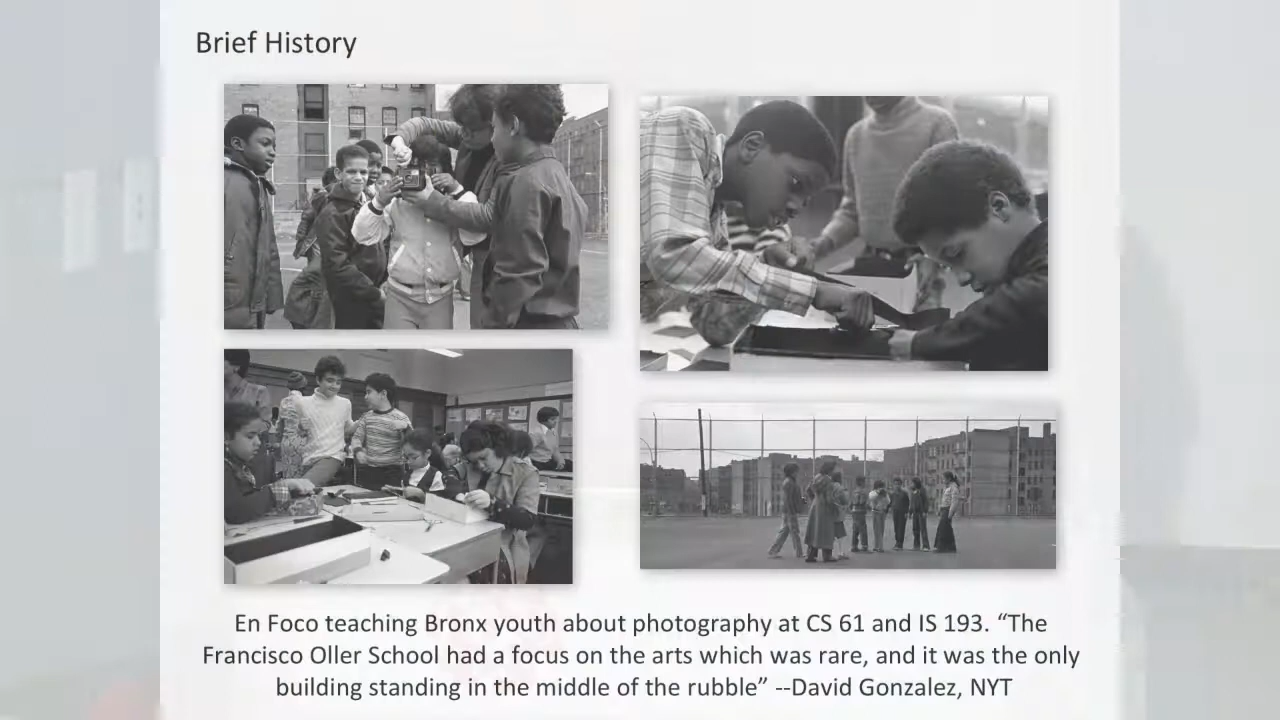 Brief History
En Foco teaching Bronx youth about photography at CS 61 and IS 193. “The
Francisco Oller School had a focus on the arts which was rare, and it was the only
building standing in the middle of the rubble” --David Gonzalez, NYT